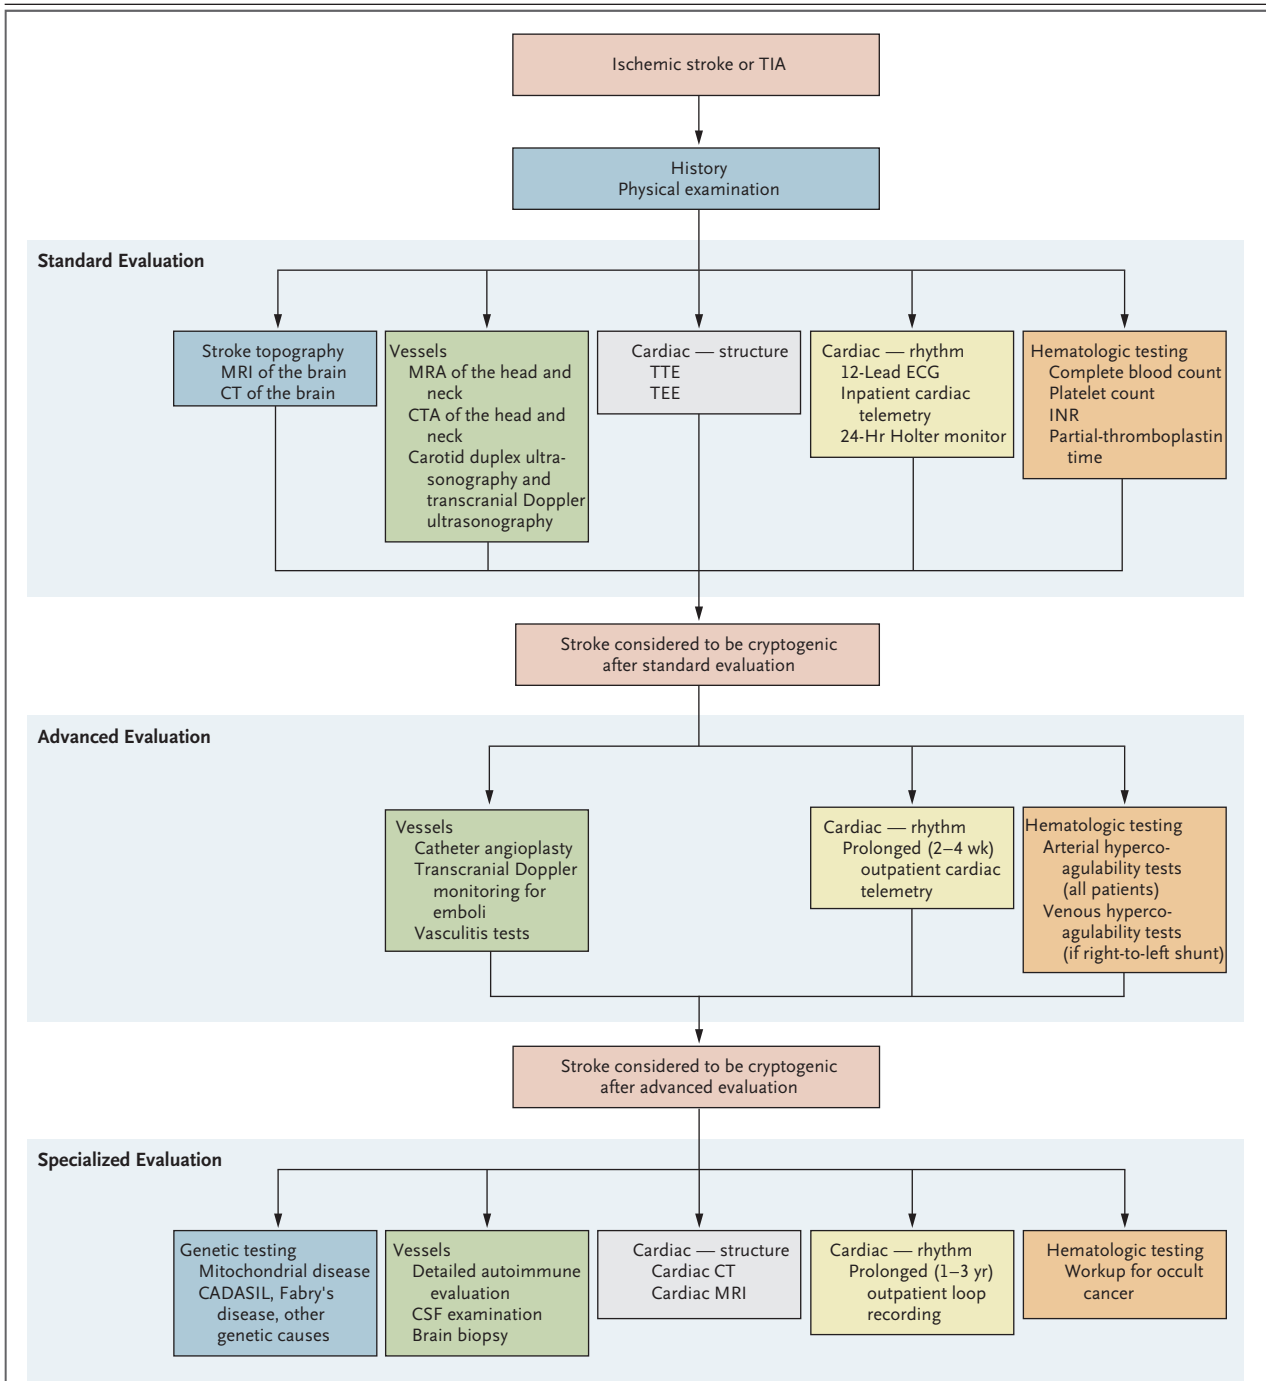 Ischemic stroke or TIA
History
Physical examination
Standard Evaluation
Stroke topography
MRI of the brain
CT of the brain
Vessels
MRA of the head and
neck
CTA of the head and
neck
Carotid duplex ultra-
sonography and
transcranial Doppler
ultrasonography
Cardiac — structure
TTE
TEE
Cardiac — rhythm
12-Lead ECG
Inpatient cardiac
telemetry
24-Hr Holter monitor
Hematologic testing
Complete blood count
Platelet count
INR
Partial-thromboplastin
time
Stroke considered to be cryptogenic
after standard evaluation
Advanced Evaluation
Vessels
Catheter angioplasty
Transcranial Doppler
monitoring for
emboli
Vasculitis tests
Cardiac — rhythm
Prolonged (2–4 wk)
outpatient cardiac
telemetry
Hematologic testing
Arterial hyperco-
agulability tests
(all patients)
Venous hyperco-
agulability tests
(if right-to-left shunt)
Stroke considered to be cryptogenic
after advanced evaluation
Specialized Evaluation
Genetic testing
Mitochondrial disease
CADASIL, Fabry's
disease, other
genetic causes
Vessels
Detailed autoimmune
evaluation
CSF examination
Brain biopsy
Cardiac — structure
Cardiac CT
Cardiac MRI
Cardiac — rhythm
Prolonged (1–3 yr)
outpatient loop
recording
Hematologic testing
Workup for occult
cancer